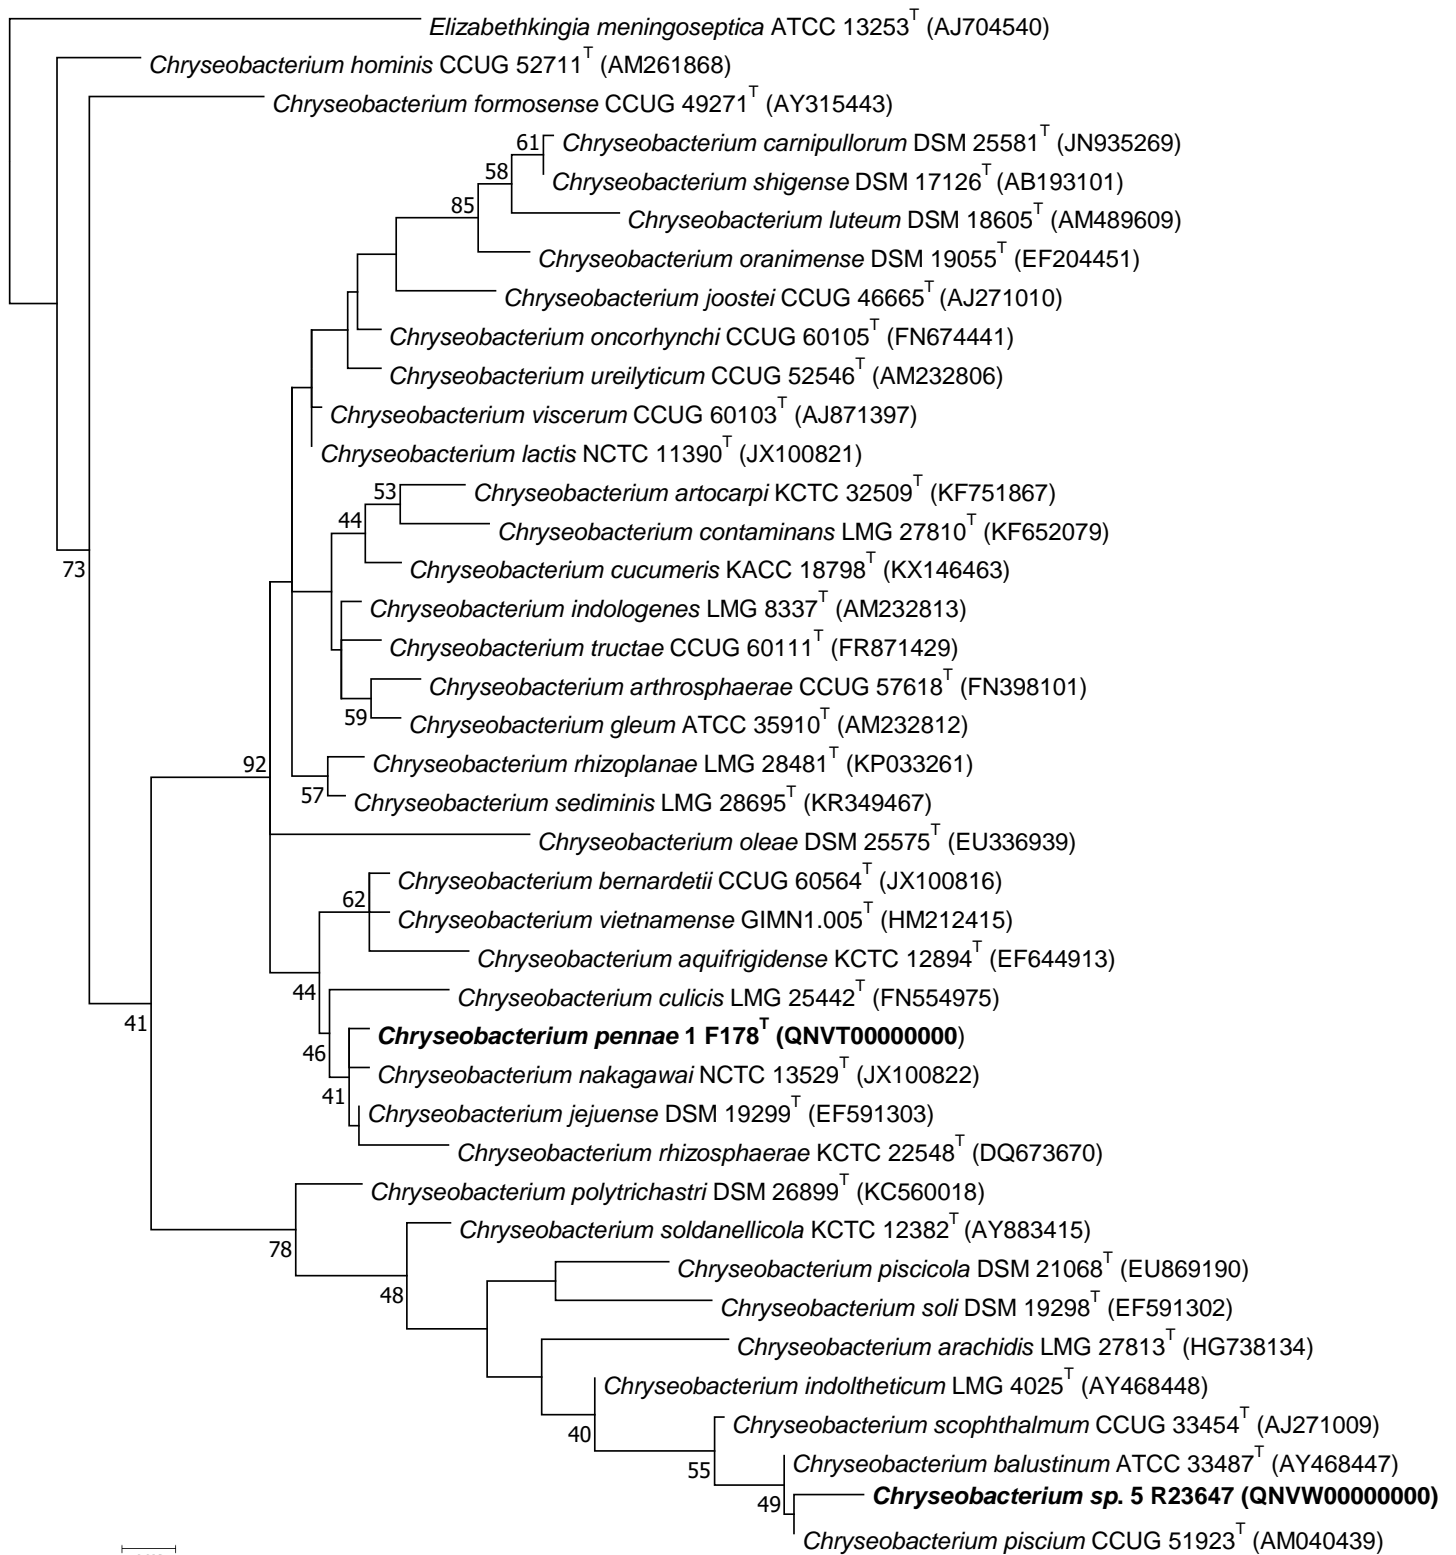 Elizabethkingia meningoseptica ATCC 13253T (AJ704540)
Chryseobacterium hominis CCUG 52711T (AM261868)
Chryseobacterium formosense CCUG 49271T (AY315443)
61 Chryseobacterium carnipullorum DSM 25581T (JN935269)
58 Chryseobacterium shigense DSM 17126T (AB193101)
85 Chryseobacterium luteum DSM 18605T (AM489609)
Chryseobacterium oranimense DSM 19055T (EF204451)
Chryseobacterium joostei CCUG 46665T (AJ271010)
Chryseobacterium oncorhynchi CCUG 60105T (FN674441)
Chryseobacterium ureilyticum CCUG 52546T (AM232806)
Chryseobacterium viscerum CCUG 60103T (AJ871397)
Chryseobacterium lactis NCTC 11390T (JX100821)
53 Chryseobacterium artocarpi KCTC 32509T (KF751867)
44 Chryseobacterium contaminans LMG 27810T (KF652079)
73 Chryseobacterium cucumeris KACC 18798T (KX146463)
Chryseobacterium indologenes LMG 8337T (AM232813)
Chryseobacterium tructae CCUG 60111T (FR871429)
Chryseobacterium arthrosphaerae CCUG 57618T (FN398101)
59 Chryseobacterium gleum ATCC 35910T (AM232812)
92 Chryseobacterium rhizoplanae LMG 28481T (KP033261)
57 Chryseobacterium sediminis LMG 28695T (KR349467)
Chryseobacterium oleae DSM 25575T (EU336939)
Chryseobacterium bernardetii CCUG 60564T (JX100816)
62 Chryseobacterium vietnamense GIMN1.005T (HM212415)
Chryseobacterium aquifrigidense KCTC 12894T (EF644913)
44 Chryseobacterium culicis LMG 25442T (FN554975)
41 Chryseobacterium pennae 1 F178T (QNVT00000000)
46 Chryseobacterium nakagawai NCTC 13529T (JX100822)
41 Chryseobacterium jejuense DSM 19299T (EF591303)
Chryseobacterium rhizosphaerae KCTC 22548T (DQ673670)
Chryseobacterium polytrichastri DSM 26899T (KC560018)
Chryseobacterium soldanellicola KCTC 12382T (AY883415)
78 Chryseobacterium piscicola DSM 21068T (EU869190)
48 Chryseobacterium soli DSM 19298T (EF591302)
Chryseobacterium arachidis LMG 27813T (HG738134)
Chryseobacterium indoltheticum LMG 4025T (AY468448)
40 Chryseobacterium scophthalmum CCUG 33454T (AJ271009)
55 Chryseobacterium balustinum ATCC 33487T (AY468447)
49 Chryseobacterium sp. 5 R23647 (QNVW00000000)
Chryseobacterium piscium CCUG 51923T (AM040439)